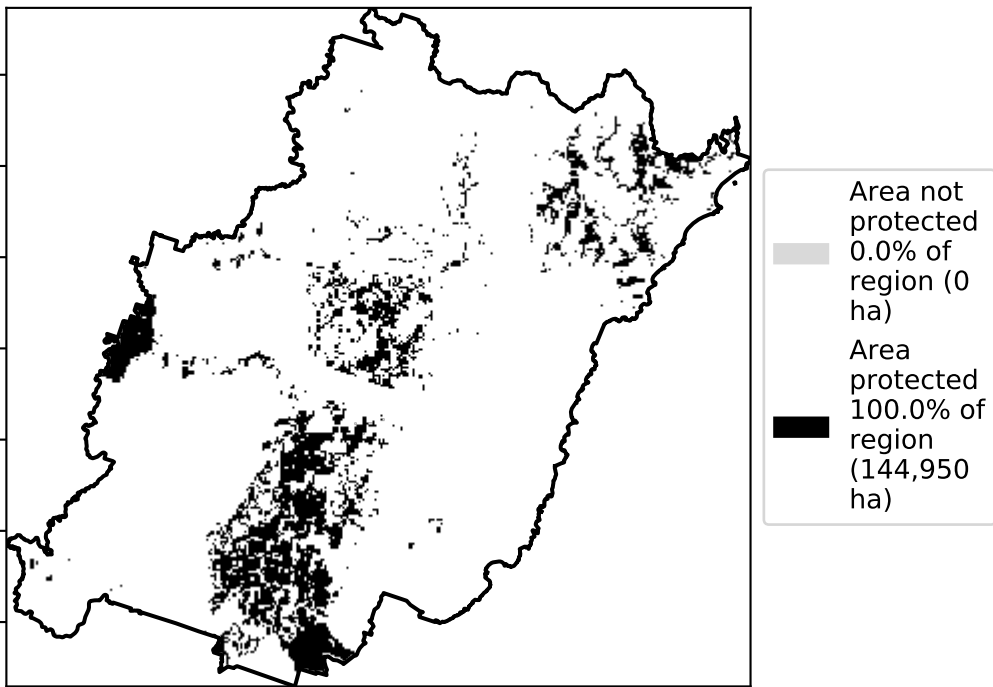 Area not
protected
0.0% of
region (0
ha)
Area
protected
100.0% of
region
(144,950
ha)